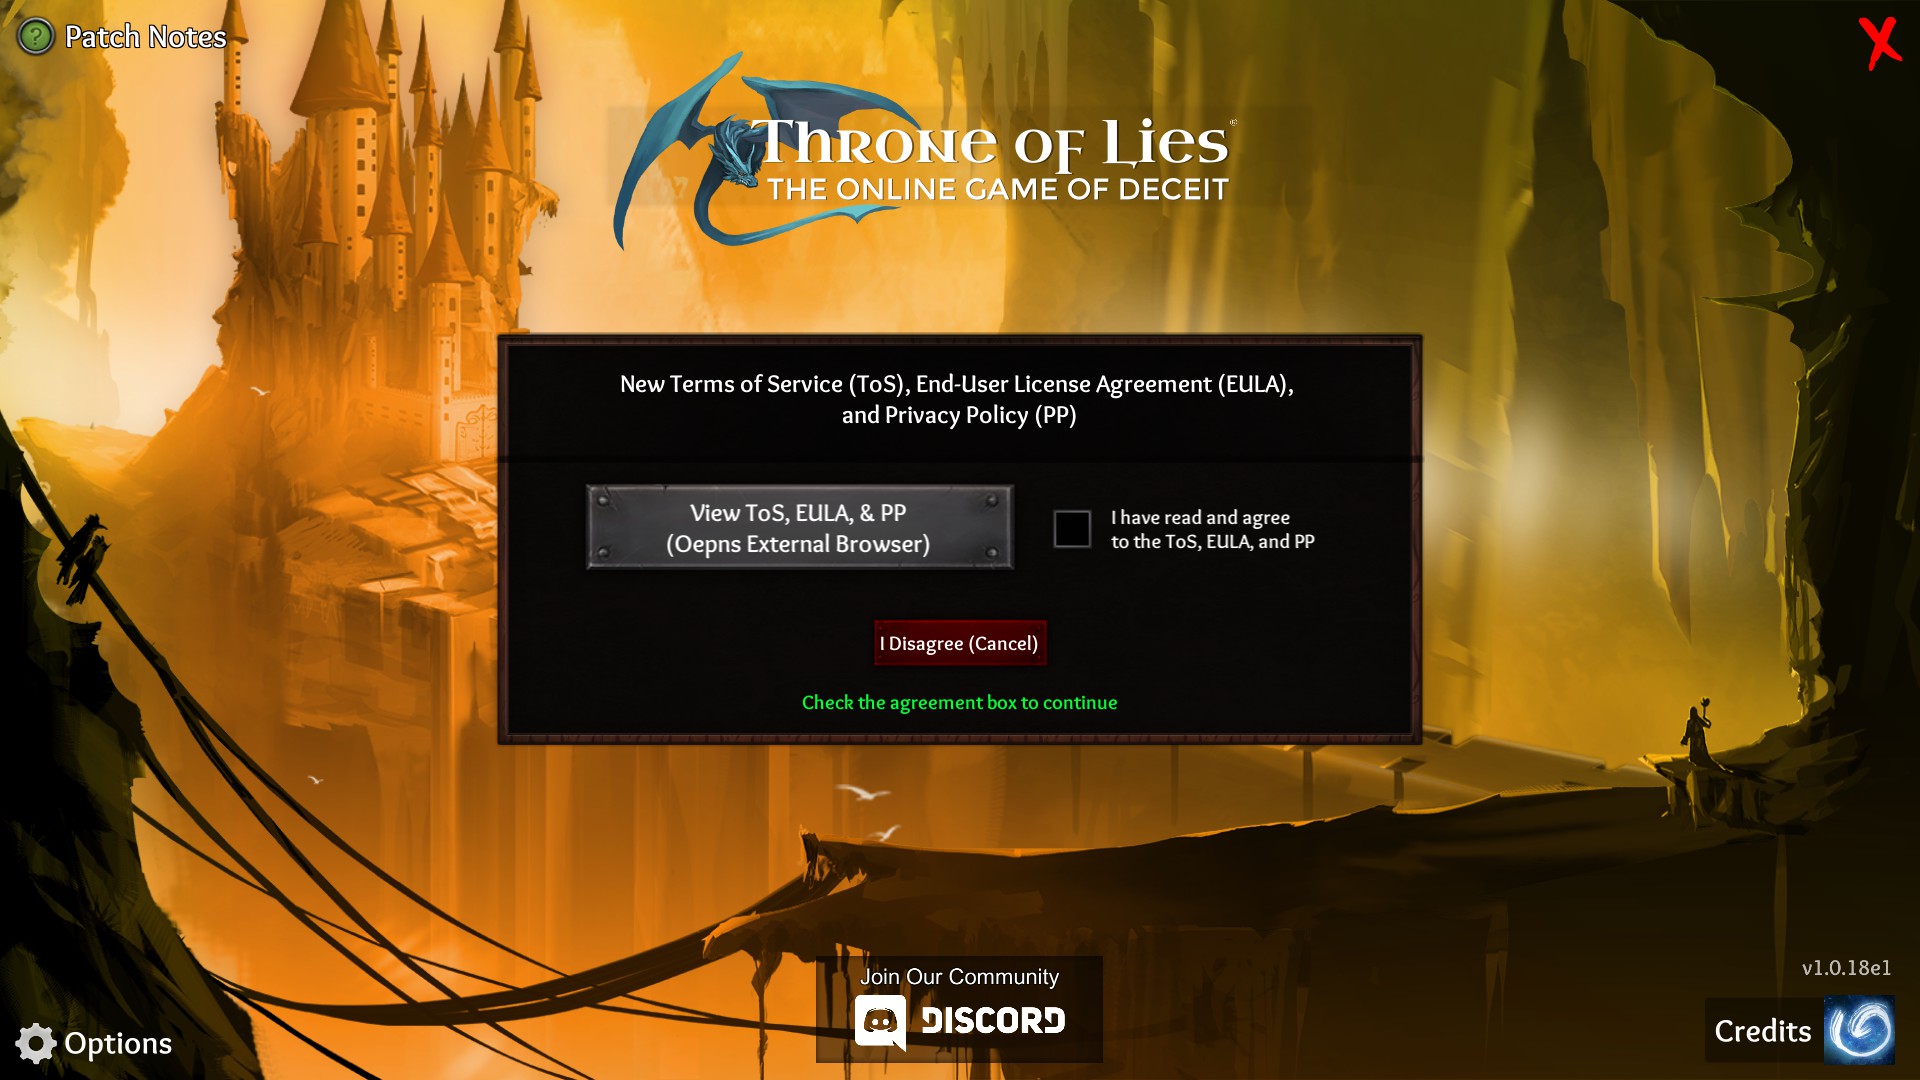 Patch Notes
Throne of Lies®
THE ONLINE GAME OF DECEIT
New Terms of Service (ToS), End-User License Agreement (EULA),
and Privacy Policy (PP)
View ToS, EULA, & PP
(Oepns External Browser)
I have read and agree
to the ToS, EULA, and PP
I Disagree (Cancel)
Check the agreement box to continue
Join Our Community
DISCORD
v1.0.18e1
Options
Credits